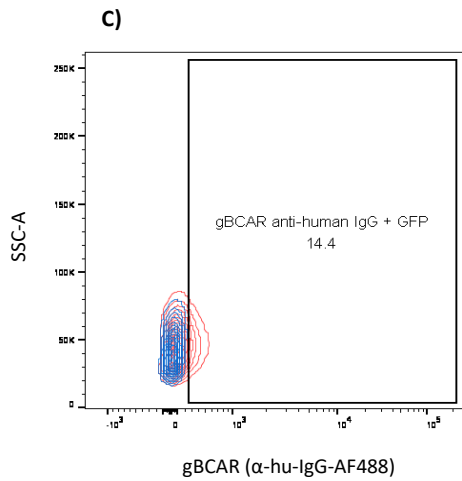 C)
250K
200K
150K
100K
50K
0
SSC-A
gBCAR anti-human IgG + GFP
14.4
-10³
0
10³
10⁴
10⁵
gBCAR (α-hu-IgG-AF488)